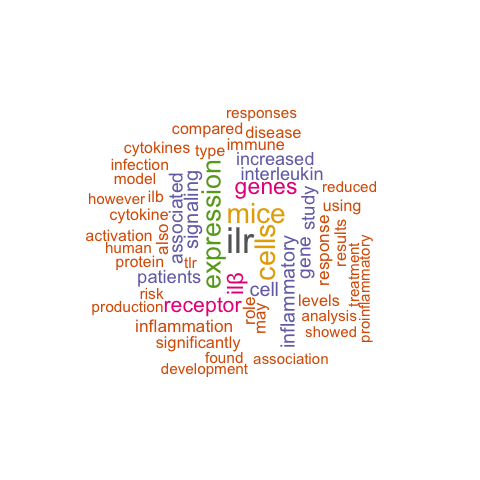 responses
compared disease
cytokines type immune
infection increased
model interleukin
however ilb genes reduced
cytokine also associated signaling expression mice study using
activation ilr cells response results
human gene treatment proinflammatory
protein tlr inflammatory
patients ilβ cell
risk role may levels
production receptor analysis
inflammation showed
significantly
found association
development